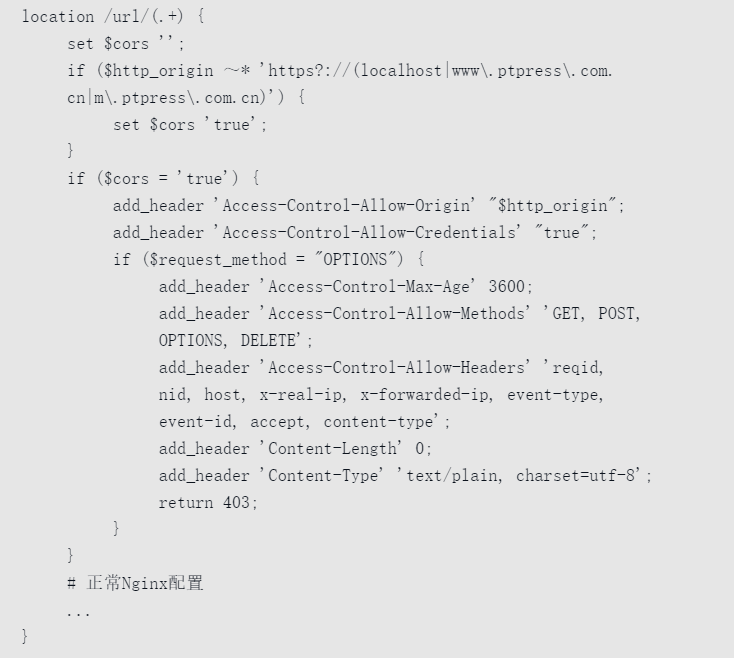 location /url/(.+) {
set $cors '';
if ($http_origin ～* 'https?://(localhost|www\.ptpress\.com.
cn|m\.ptpress\.com.cn)') {
set $cors 'true';
}
if ($cors = 'true') {
add_header 'Access-Control-Allow-Origin' "$http_origin";
add_header 'Access-Control-Allow-Credentials' "true";
if ($request_method = "OPTIONS") {
add_header 'Access-Control-Max-Age' 3600;
add_header 'Access-Control-Allow-Methods' 'GET, POST,
OPTIONS, DELETE';
add_header 'Access-Control-Allow-Headers' 'reqid,
nid, host, x-real-ip, x-forwarded-ip, event-type,
event-id, accept, content-type';
add_header 'Content-Length' 0;
add_header 'Content-Type' 'text/plain, charset=utf-8';
return 403;
}
}
# 正常Nginx配置
...
}